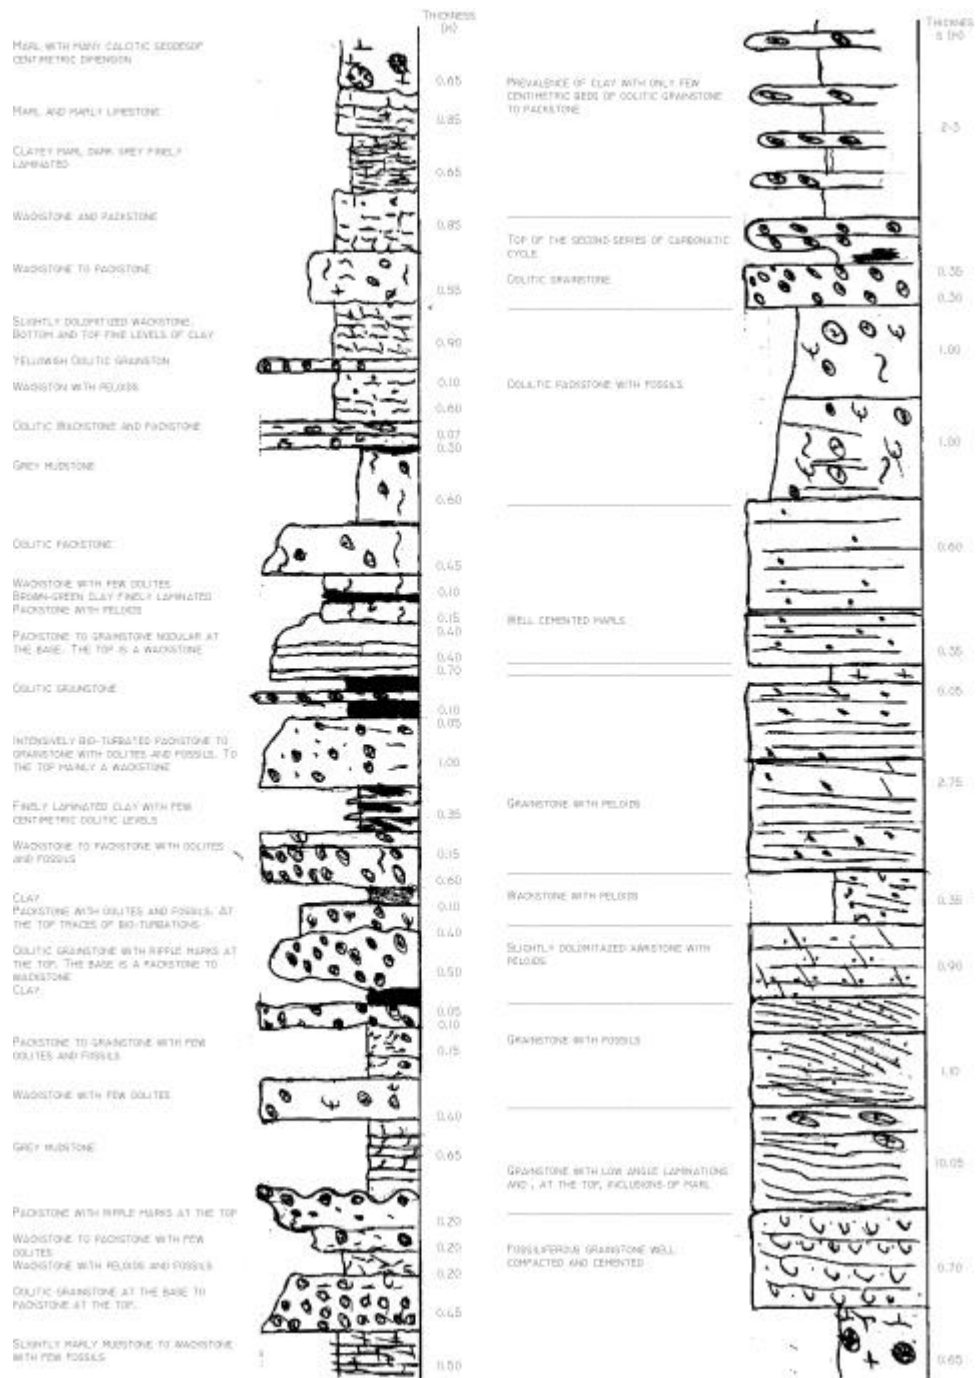 THICKNESS
(M)
MARL WITH MANY CALCITIC GEODESOF
CENTIMETRIC DIMENSION
0.65
MARL AND MARLY LIMESTONE
0.85
CLAYEY MARL DARK GREY FINELY
LAMINATED
0.65
WACKSTONE AND PACKSTONE
0.85
WACKSTONE TO PACKSTONE
0.55
SLIGHTLY DOLOMITIZED WACKSTONE.
BOTTOM AND TOP FINE LEVELS OF CLAY
0.90
YELLOWISH OOLITIC GRAINSTON
0.10
WACKSTON WITH PELOIDS
0.60
OOLITIC WACKSTONE AND PACKSTONE
0.07
0.30
GREY MUDSTONE
0.60
OOLITIC PACKSTONE
0.45
WACKSTONE WITH FEW OOLITES
BROWN-GREEN CLAY FINELY LAMINATED
0.10
PACKSTONE WITH PELOIDS
0.15
PACKSTONE TO GRAINSTONE NODULAR AT
THE BASE. THE TOP IS A WACKSTONE
0.40
0.40
0.70
OOLITIC GRAINSTONE
0.10
0.05
INTENSIVELY BIO-TURBATED PACKSTONE TO
GRAINSTONE WITH OOLITES AND FOSSILS. TO
THE TOP MAINLY A WACKSTONE
1.00
FINELY LAMINATED CLAY WITH FEW
CENTIMETRIC OOLITIC LEVELS
0.35
WACKSTONE TO PACKSTONE WITH OOLITES
AND FOSSILS
0.15
0.60
CLAY
0.10
PACKSTONE WITH OOLITES AND FOSSILS. AT
THE TOP TRACES OF BIO-TURBATIONS
0.40
OOLITIC GRAINSTONE WITH RIPPLE MARKS AT
THE TOP. THE BASE IS A PACKSTONE TO
WACKSTONE
0.50
CLAY
0.05
0.10
PACKSTONE TO GRAINSTONE WITH FEW
OOLITES AND FOSSILS
0.15
WACKSTONE WITH FEW OOLITES
0.40
GREY MUDSTONE
0.65
PACKSTONE WITH RIPPLE MARKS AT THE TOP
0.20
WACKSTONE TO PACKSTONE WITH FEW
OOLITES
0.20
WACKSTONE WITH PELOIDS AND FOSSILS
0.20
OOLITIC GRAINSTONE AT THE BASE TO
PACKSTONE AT THE TOP.
0.45
SLIGHTLY MARLY MUDSTONE TO WACKSTONE
WITH FEW FOSSILS
0.50
THICKNES
S (M)
PREVALENCE OF CLAY WITH ONLY FEW
CENTIMETRIC BEDS OF OOLITIC GRAINSTONE
TO PACKSTONE
2-3
TOP OF THE SECOND SERIES OF CARBONATIC
CYCLE
0.35
OOLITIC GRAINSTONE
0.30
1.00
OOULTIC PACKSTONE WITH FOSSILS
1.00
0.60
WELL CEMENTED MARLS
0.35
0.05
2.75
GRAINSTONE WITH PELOIDS
WACKSTONE WITH PELOIDS
0.35
SLIGHTLY DOLOMITAZED WAKSTONE WITH
PELOIDS
0.90
GRAINSTONE WITH FOSSILS
1.10
GRAINSTONE WITH LOW ANGLE LAMINATIONS
AND , AT THE TOP, INCLUSIONS OF MARL
10.05
FOSSILIFEROUS GRAINSTONE WELL
COMPACTED AND CEMENTED
0.70
0.65